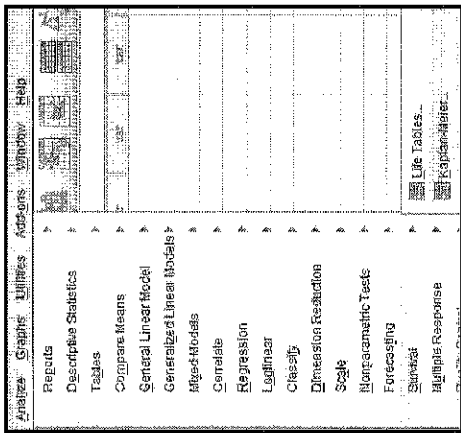 Analyze Graphs Utilities Add-ons Window Help
Reports
Descriptive Statistics
Tables
Compare Means
General Linear Model
Generalized Linear Models
Mixed Models
Correlate
Regression
Loglinear
Classify
Dimension Reduction
Scale
Nonparametric Tests
Forecasting
Survival
Life Tables...
Kaplan-Meier...
Multiple Response